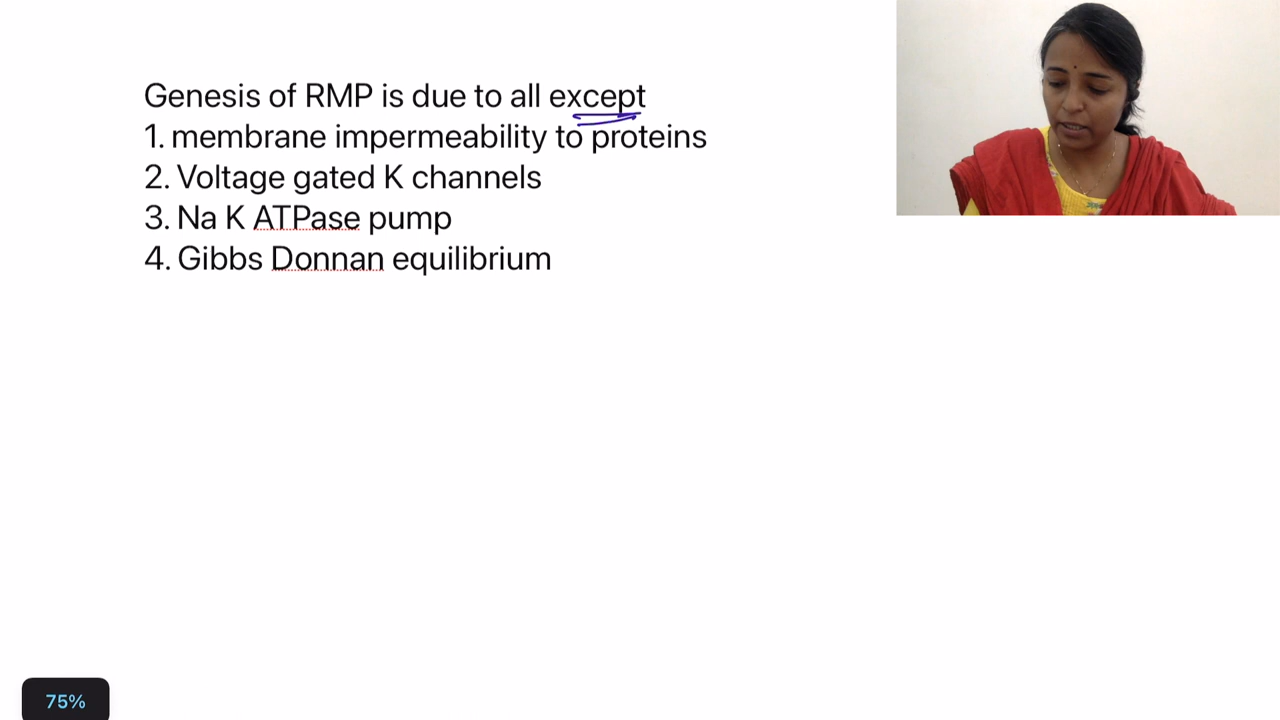 Genesis of RMP is due to all except
1. membrane impermeability to proteins
2. Voltage gated K channels
3. Na K ATPase pump
4. Gibbs Donnan equilibrium
75%